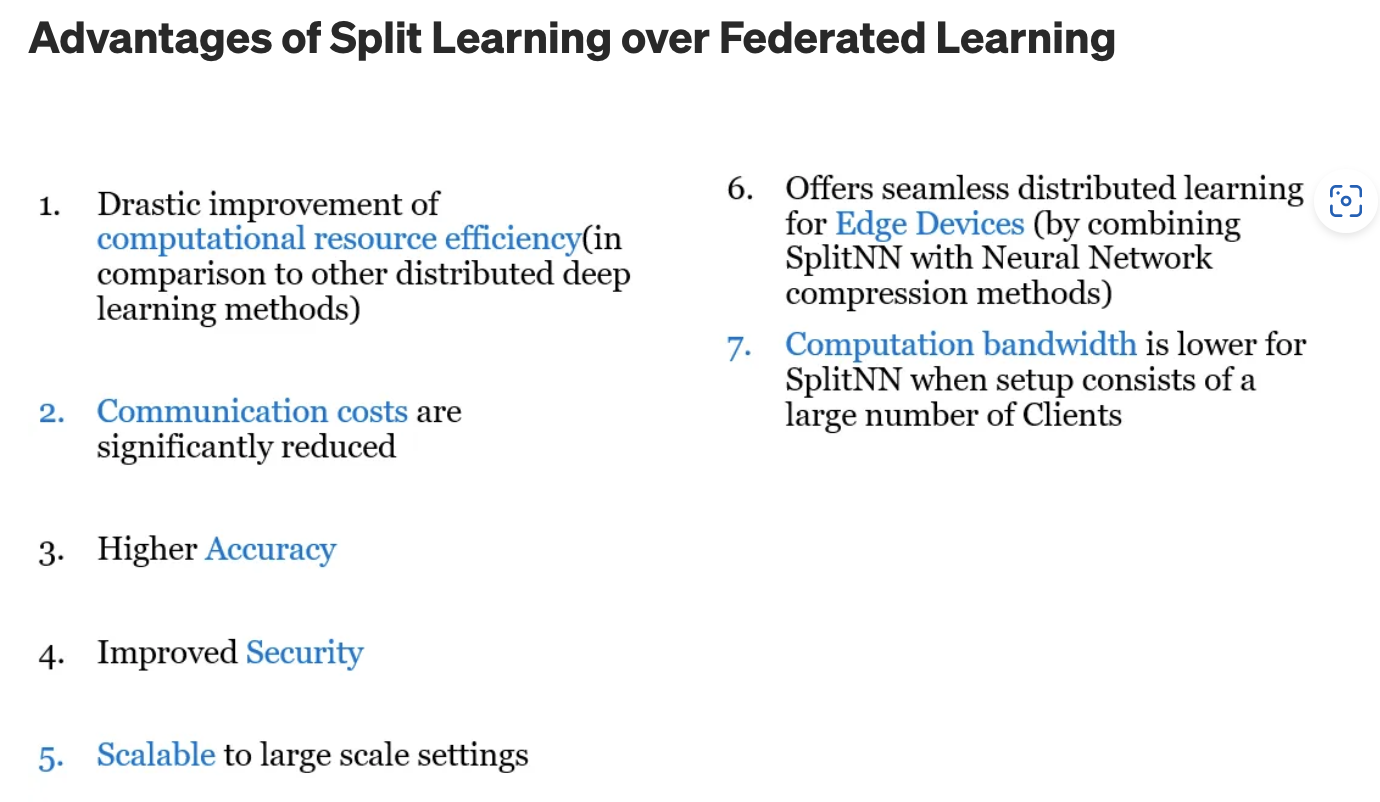 Advantages of Split Learning over Federated Learning
1. Drastic improvement of
computational resource efficiency(in
comparison to other distributed deep
learning methods)
2. Communication costs are
significantly reduced
3. Higher Accuracy
4. Improved Security
5. Scalable to large scale settings
6. Offers seamless distributed learning
for Edge Devices (by combining
SplitNN with Neural Network
compression methods)
7. Computation bandwidth is lower for
SplitNN when setup consists of a
large number of Clients